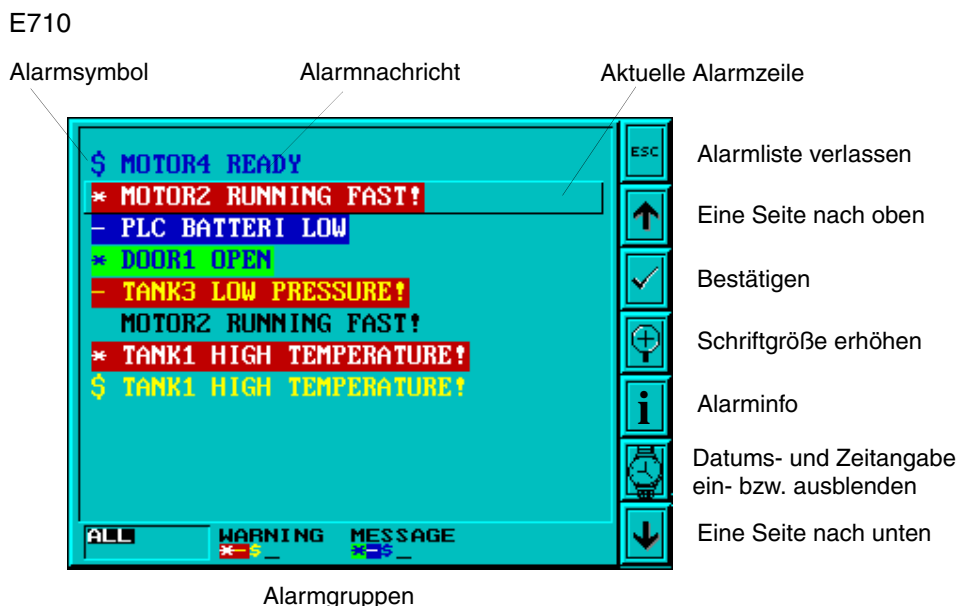 E710
Alarmsymbol Alarmnachricht Aktuelle Alarmzeile
$ MOTOR4 READY
* MOTOR2 RUNNING FAST!
- PLC BATTERI LOW
* DOOR1 OPEN
- TANK3 LOW PRESSURE!
MOTOR2 RUNNING FAST!
* TANK1 HIGH TEMPERATURE!
$ TANK1 HIGH TEMPERATURE!
ALL WARNING MESSAGE
*-$_ *-$_
ESC Alarmliste verlassen
Eine Seite nach oben
Bestätigen
Schriftgröße erhöhen
i Alarminfo
Datums- und Zeitangabe
ein- bzw. ausblenden
Eine Seite nach unten
Alarmgruppen